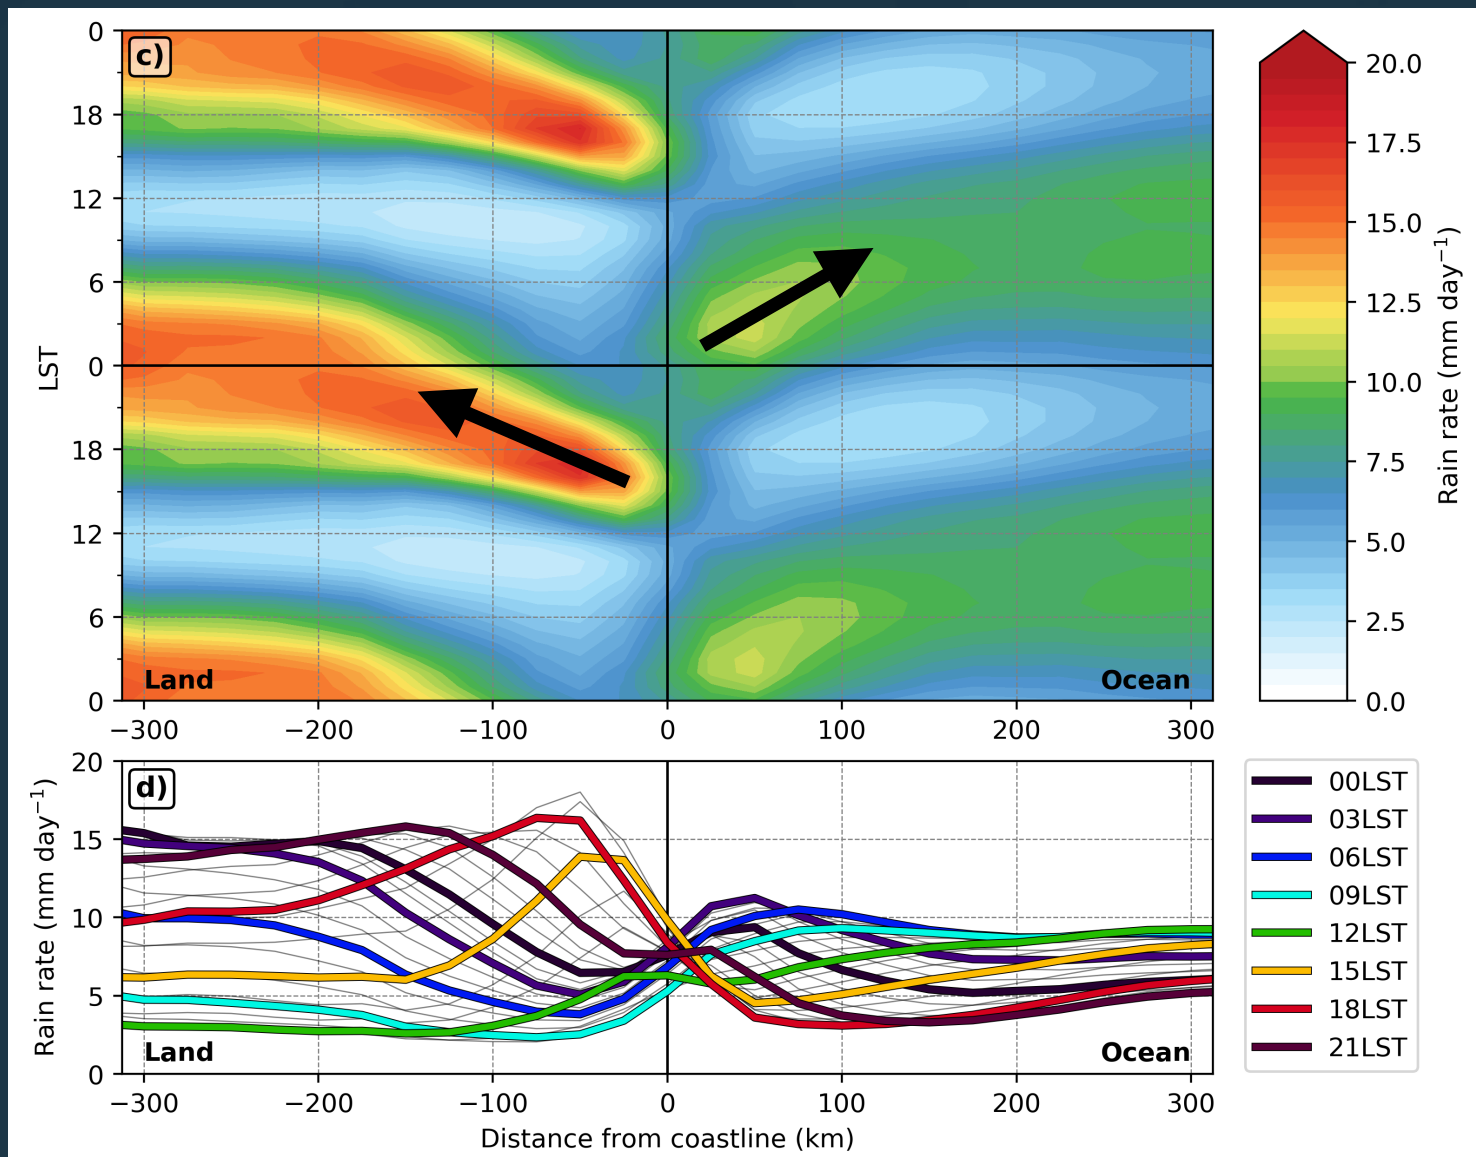 c)
0
18
12
6
0
18
12
6
0
LST
Land
Ocean
−300
−200
−100
0
100
200
300
20.0
17.5
15.0
12.5
10.0
7.5
5.0
2.5
0.0
Rain rate (mm day⁻¹)
d)
20
15
10
5
0
Rain rate (mm day⁻¹)
Land
Ocean
−300
−200
−100
0
100
200
300
Distance from coastline (km)
00LST
03LST
06LST
09LST
12LST
15LST
18LST
21LST